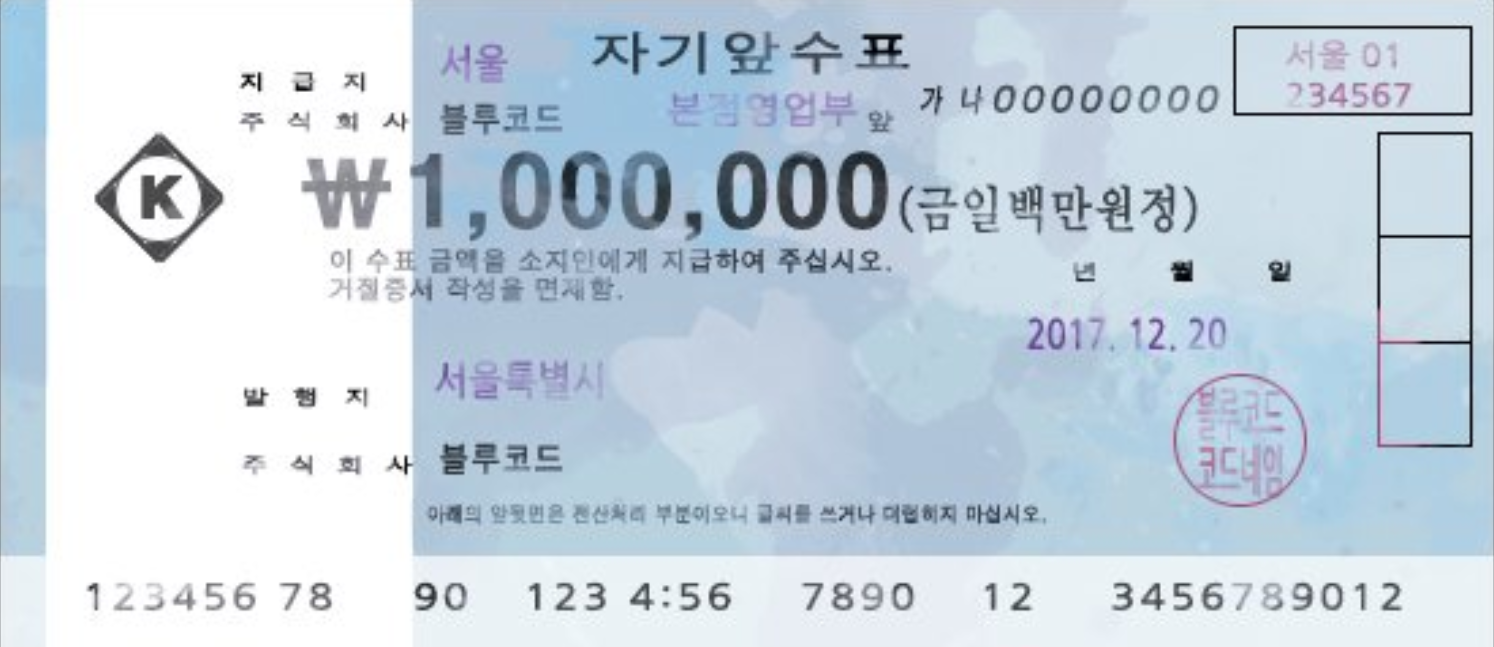 자기앞수표
지 급 지 서울
주 식 회 사 블루코드 본점영업부 앞
가 나 00000000
서울 01
234567
K
₩1,000,000(금일백만원정)
이 수표 금액을 소지인에게 지급하여 주십시오.
거절증서 작성을 면제함.
년 월 일
2017. 12. 20
발 행 지 서울특별시
주 식 회 사 블루코드
블루코드
코드네임
아래의 앞뒷면은 전산처리 부분이오니 글씨를 쓰거나 더럽히지 마십시오.
123456 78 90 123 4:56 7890 12 3456789012